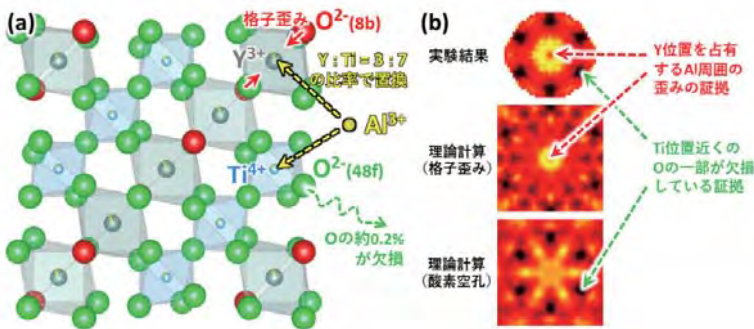 (a)
格子歪み
O²⁻(8b)
Y³⁺
Y:Ti=3:7
の比率で置換
Al³⁺
Ti⁴⁺
O²⁻(48f)
Oの約0.2%
が欠損
(b)
実験結果
理論計算
(格子歪み)
理論計算
(酸素空孔)
Y位置を占有
するAl周囲の
歪みの証拠
Ti位置近くの
Oの一部が欠損
している証拠